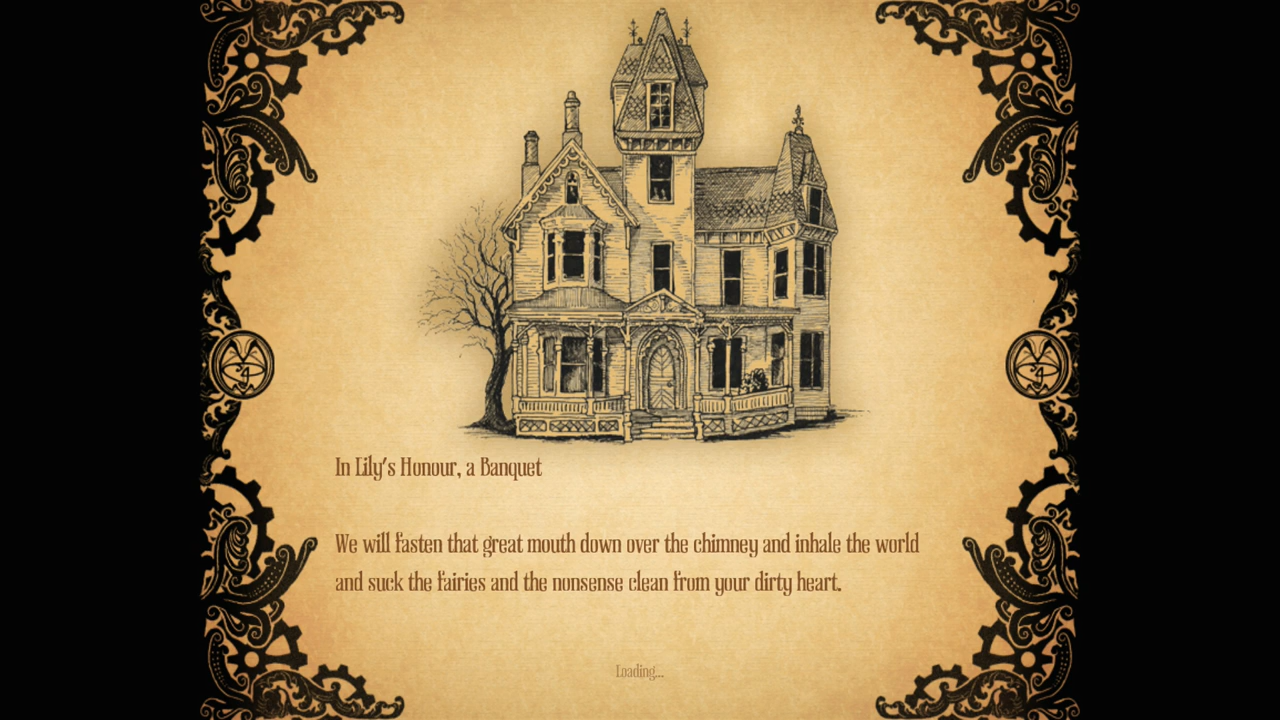 In Lily's Honour, a Banquet
We will fasten that great mouth down over the chimney and inhale the world
and suck the fairies and the nonsense clean from your dirty heart.
Loading...